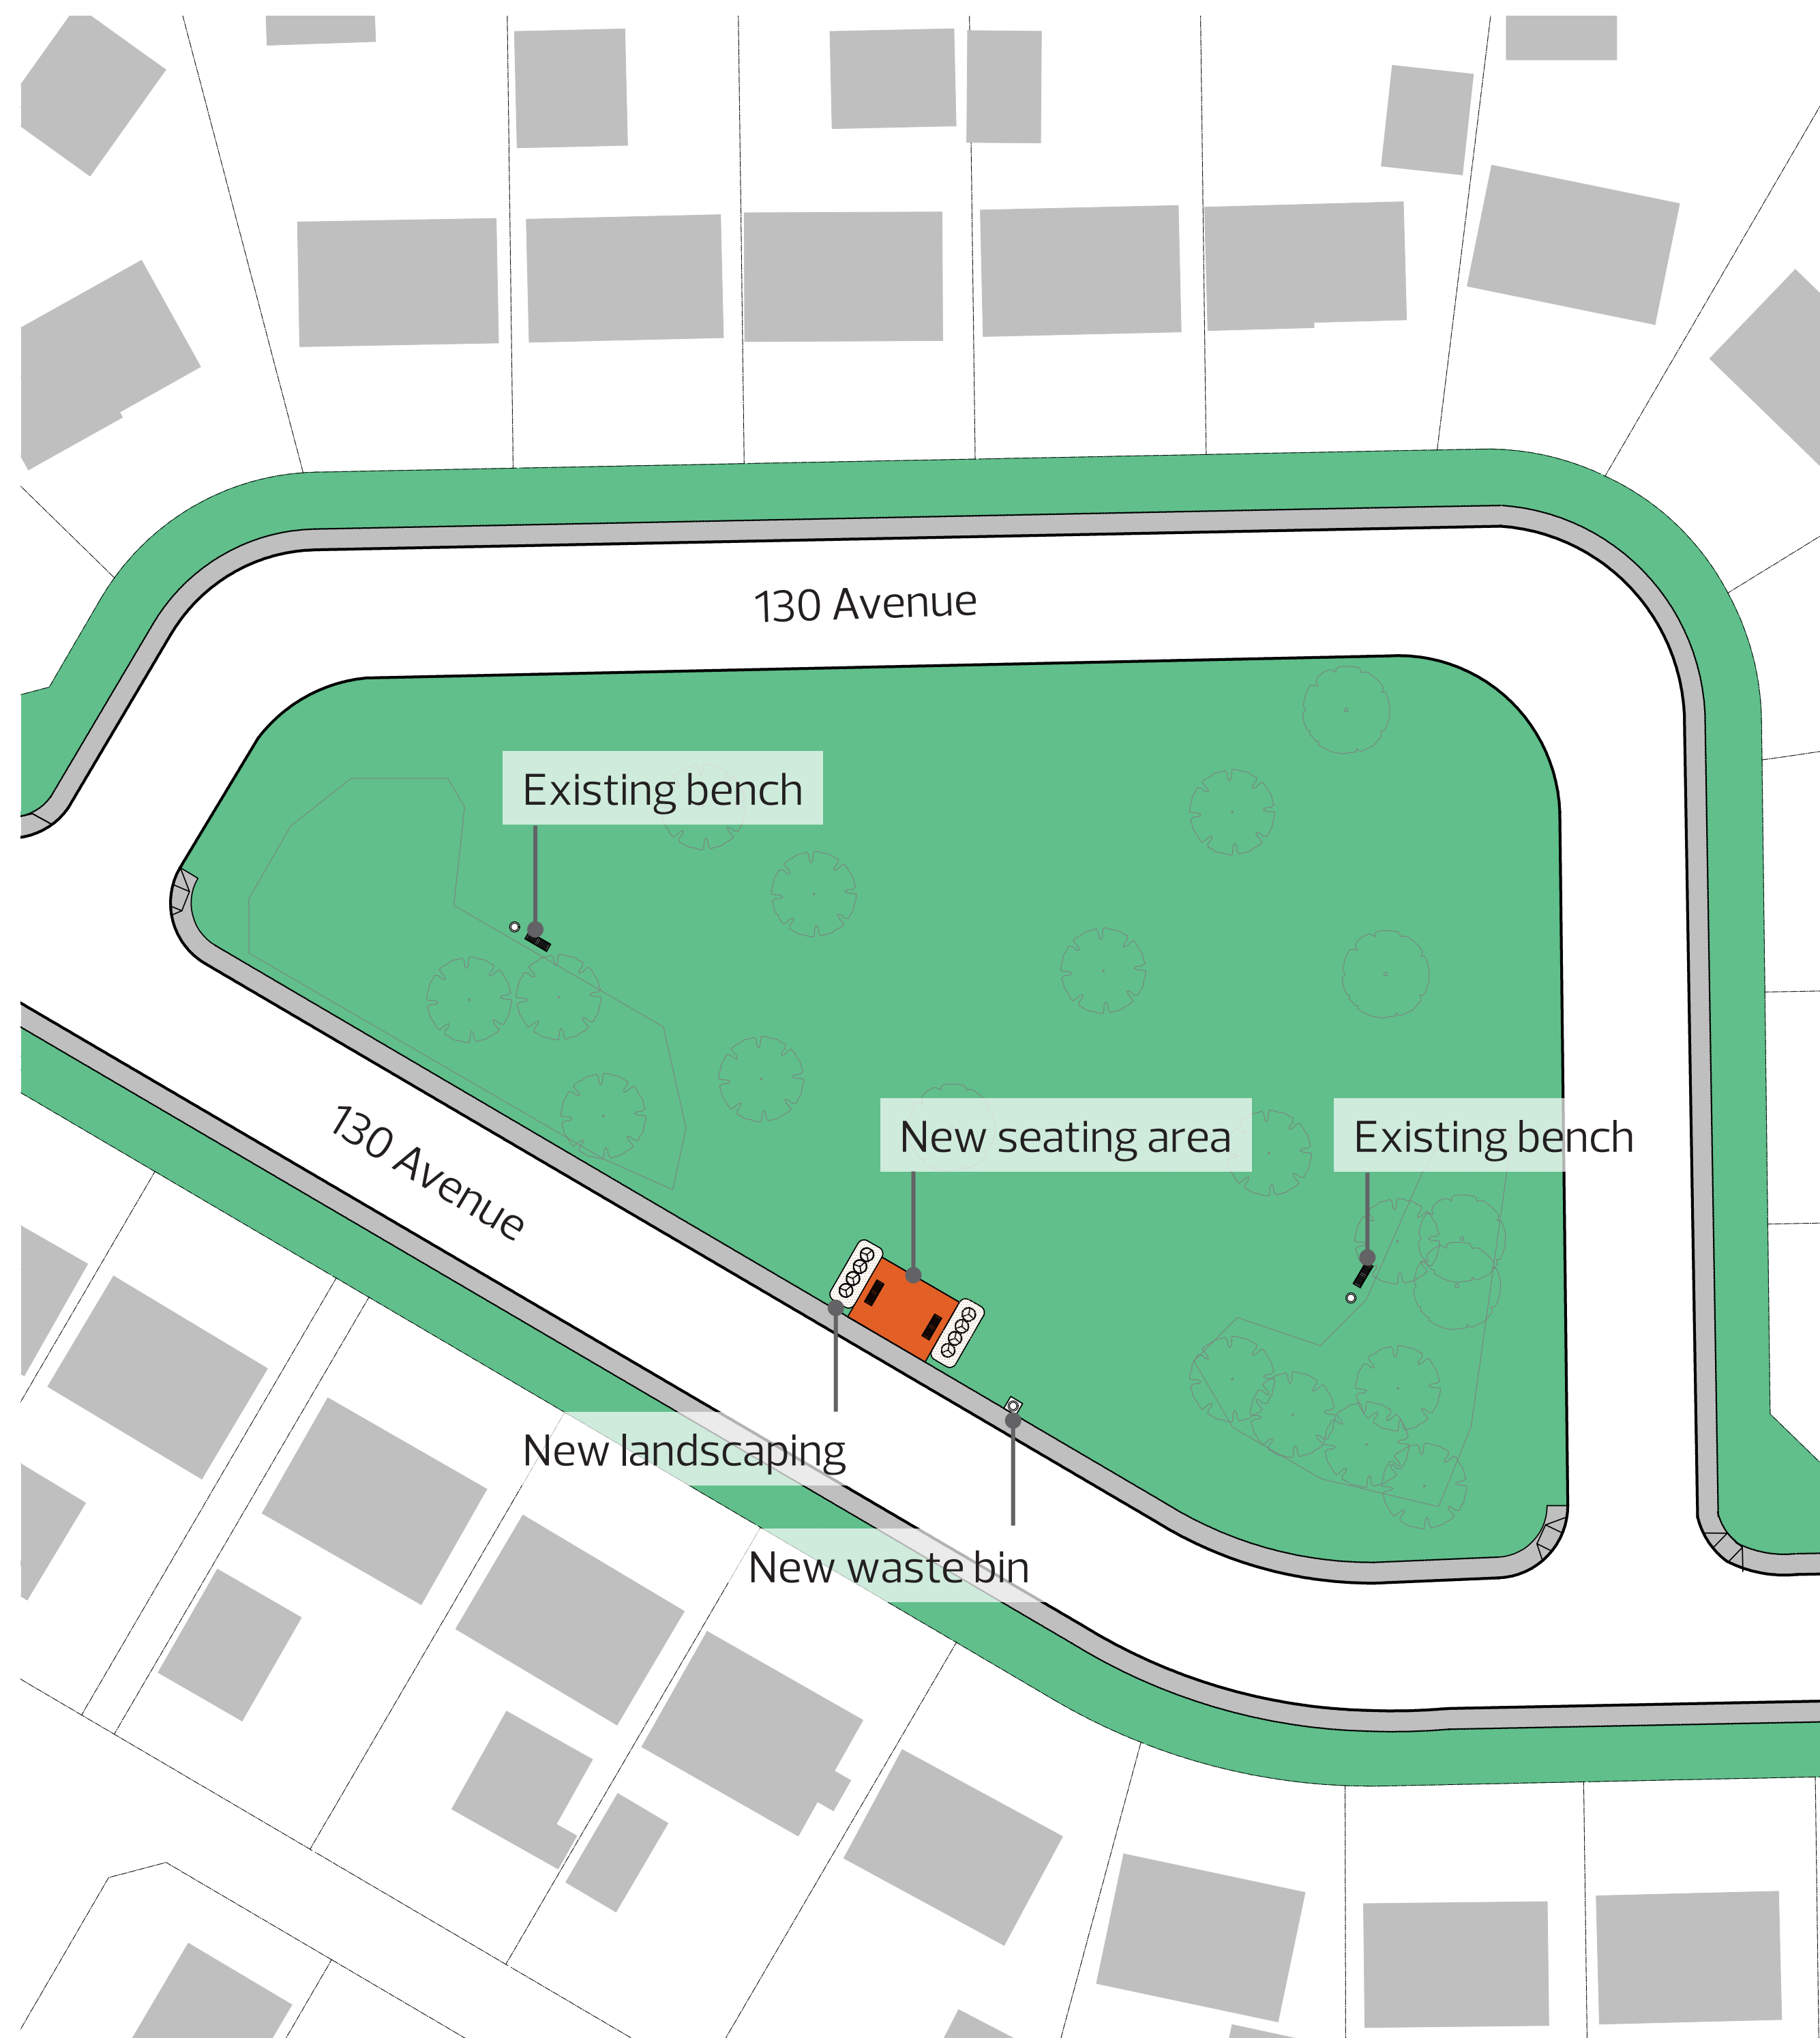 130 Avenue
Existing bench
130 Avenue
New seating area
Existing bench
New landscaping
New waste bin